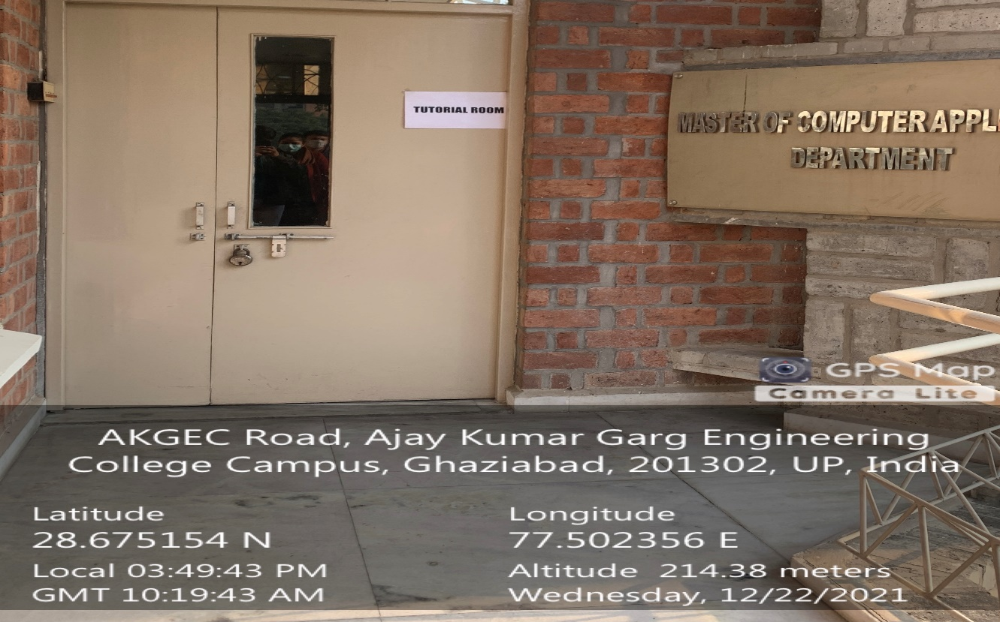 TUTORIAL ROOM
MASTER OF COMPUTER APPLI
DEPARTMENT
GPS Map
Camera Lite
AKGEC Road, Ajay Kumar Garg Engineering
College Campus, Ghaziabad, 201302, UP, India
Latitude
28.675154 N
Longitude
77.502356 E
Local 03:49:43 PM
GMT 10:19:43 AM
Altitude 214.38 meters
Wednesday, 12/22/2021